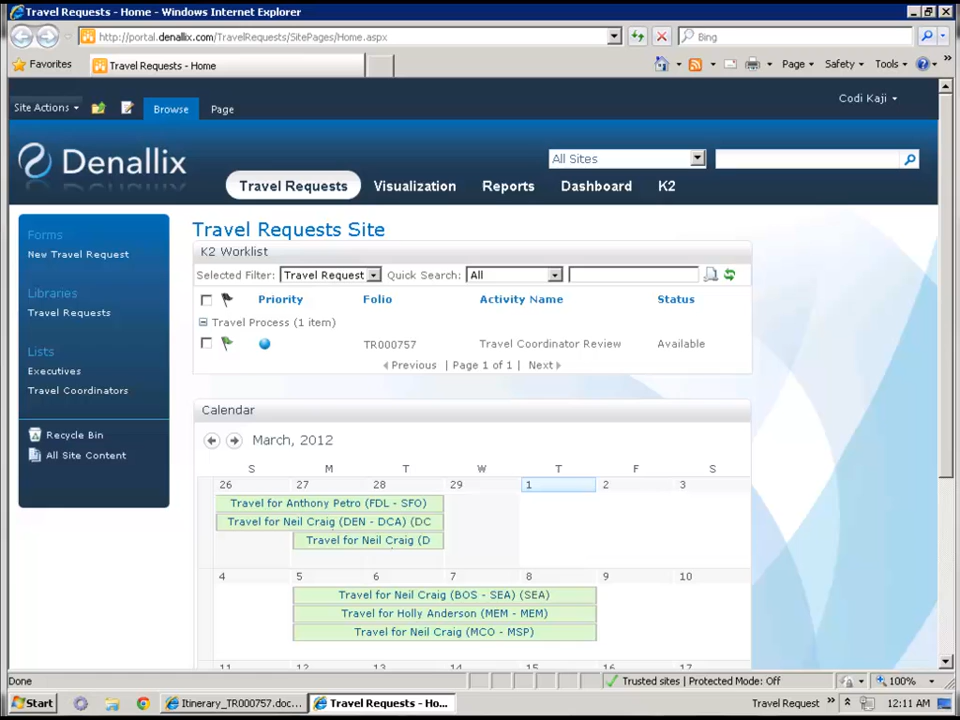 Travel Requests - Home - Windows Internet Explorer
http://portal.denallix.com/TravelRequests/SitePages/Home.aspx
Bing
Favorites
Travel Requests - Home
Page
Safety
Tools
»
Site Actions
Browse
Page
Codi Kaji
Denallix
All Sites
Travel Requests
Visualization
Reports
Dashboard
K2
Forms
New Travel Request
Libraries
Travel Requests
Lists
Executives
Travel Coordinators
Recycle Bin
All Site Content
Travel Requests Site
K2 Worklist
Selected Filter: Travel Request Quick Search: All
Priority Folio Activity Name Status
Travel Process (1 item)
TR000757 Travel Coordinator Review Available
Previous | Page 1 of 1 | Next
Calendar
March, 2012
S M T W T F S
26 27 28 29 1 2 3
Travel for Anthony Petro (FDL - SFO)
Travel for Neil Craig (DEN - DCA) (DC
Travel for Neil Craig (D
4 5 6 7 8 9 10
Travel for Neil Craig (BOS - SEA) (SEA)
Travel for Holly Anderson (MEM - MEM)
Travel for Neil Craig (MCO - MSP)
11 12 13 14 15 16 17
Done
Trusted sites | Protected Mode: Off
100%
Start
Itinerary_TR000757.doc...
Travel Requests - Ho...
Travel Request »
12:11 AM